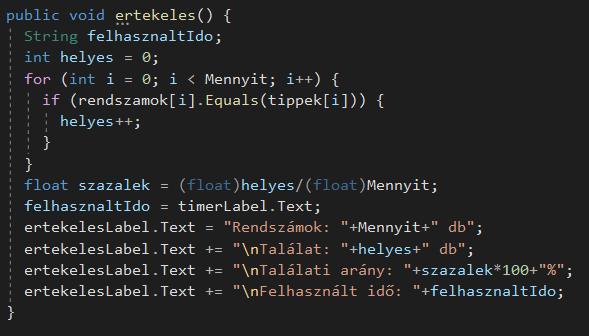 public void ertekeles() {
String felhasznaltIdo;
int helyes = 0;
for (int i = 0; i < Mennyit; i++) {
if (rendszamok[i].Equals(tippek[i])) {
helyes++;
}
}
float szazalek = (float)helyes/(float)Mennyit;
felhasznaltIdo = timerLabel.Text;
ertekelesLabel.Text = "Rendszámok: "+Mennyit+" db";
ertekelesLabel.Text += "\nTalálat: "+helyes+" db";
ertekelesLabel.Text += "\nTalálati arány: "+szazalek*100+"%";
ertekelesLabel.Text += "\nFelhasznált idő: "+felhasznaltIdo;
}